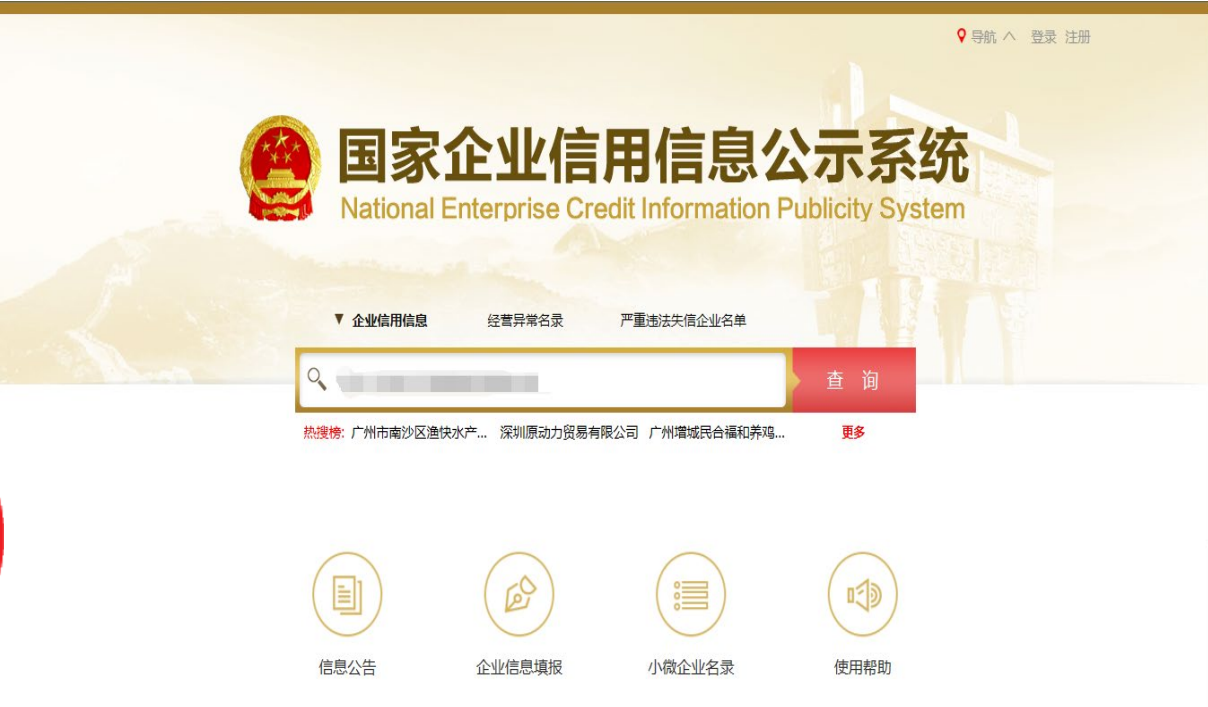 导航 登录 注册
国家企业信用信息公示系统
National Enterprise Credit Information Publicity System
企业信用信息 经营异常名录 严重违法失信企业名单
查 询
热搜榜: 广州市南沙区渔快水产... 深圳原动力贸易有限公司 广州增城民合福和养鸡... 更多
信息公告 企业信息填报 小微企业名录 使用帮助